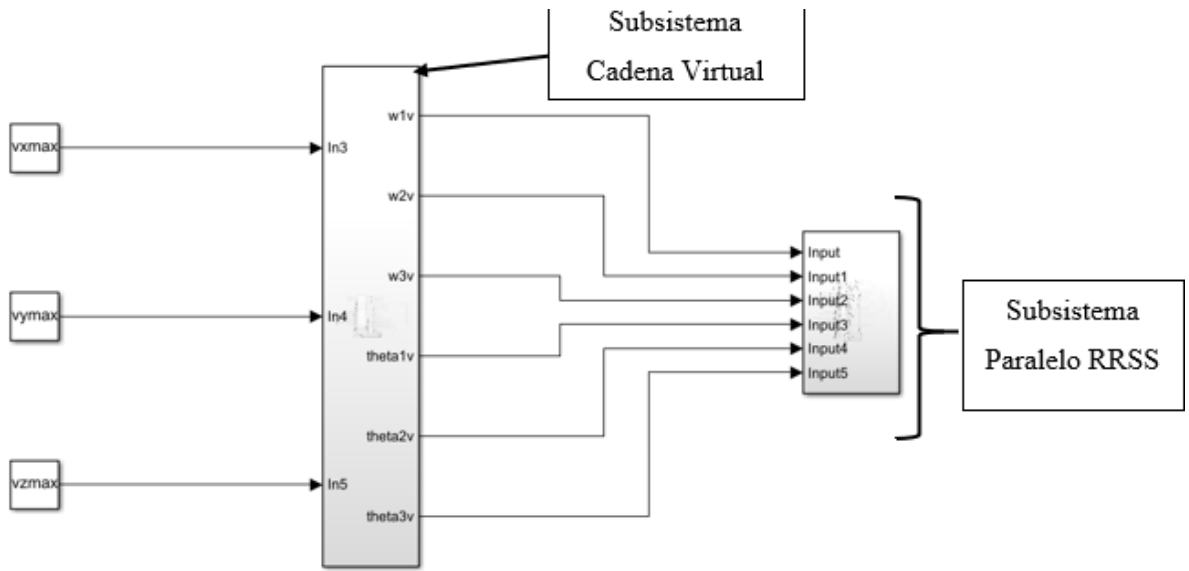 Subsistema
Cadena Virtual
vxmax
vymax
vzmax
In3
In4
In5
w1v
w2v
w3v
theta1v
theta2v
theta3v
Input
Input1
Input2
Input3
Input4
Input5
Subsistema
Paralelo RRSS